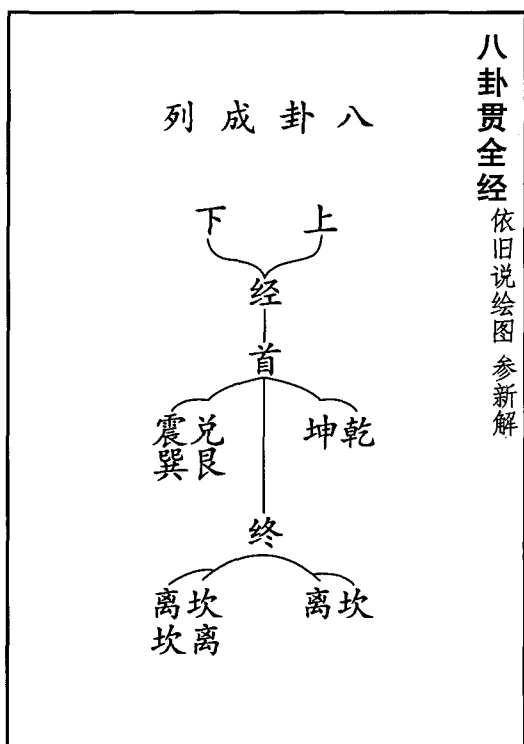 八卦贯全经
依旧说绘图 参新解
八卦成列
上 下
经
首
乾 坤
兑艮
震巽
终
坎 离
坎离
离坎